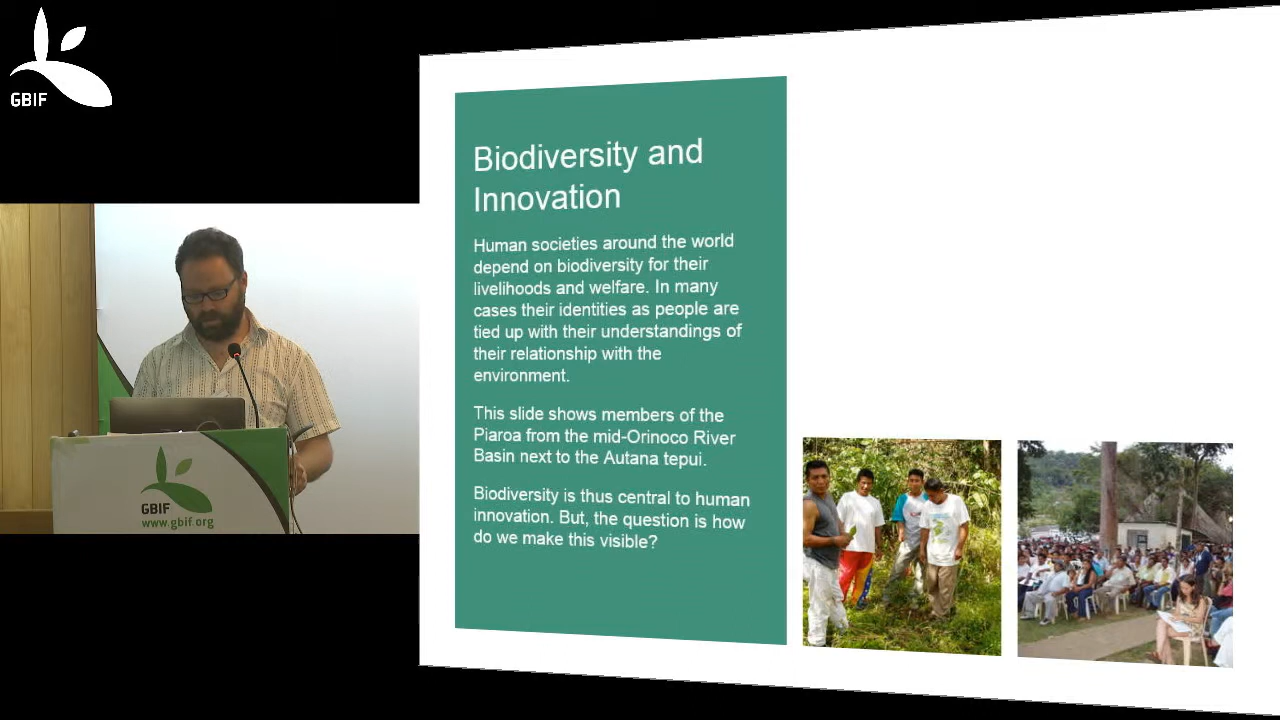 GBIF
Biodiversity and
Innovation
Human societies around the world
depend on biodiversity for their
livelihoods and welfare. In many
cases their identities as people are
tied up with their understandings of
their relationship with the
environment.
This slide shows members of the
Piaroa from the mid-Orinoco River
Basin next to the Autana tepui.
Biodiversity is thus central to human
innovation. But, the question is how
do we make this visible?
GBIF
www.gbif.org